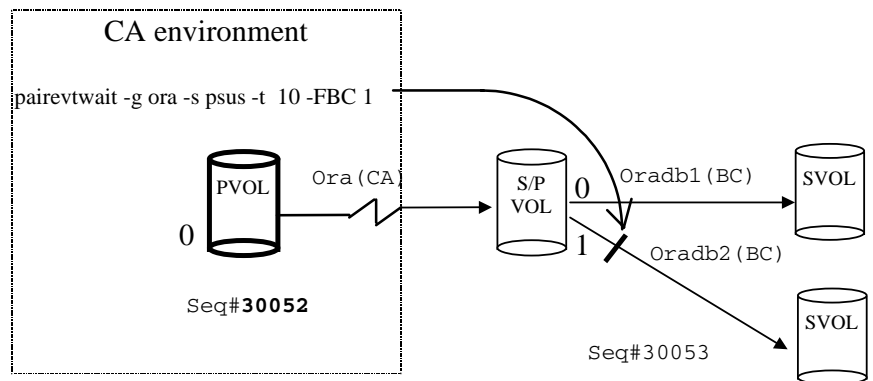 CA environment
pairevtwait -g ora -s psus -t 10 -FBC 1
PVOL
Ora(CA)
S/P
VOL
0
Oradb1(BC)
SVOL
0
1
Oradb2(BC)
Seq#30052
Seq#30053
SVOL